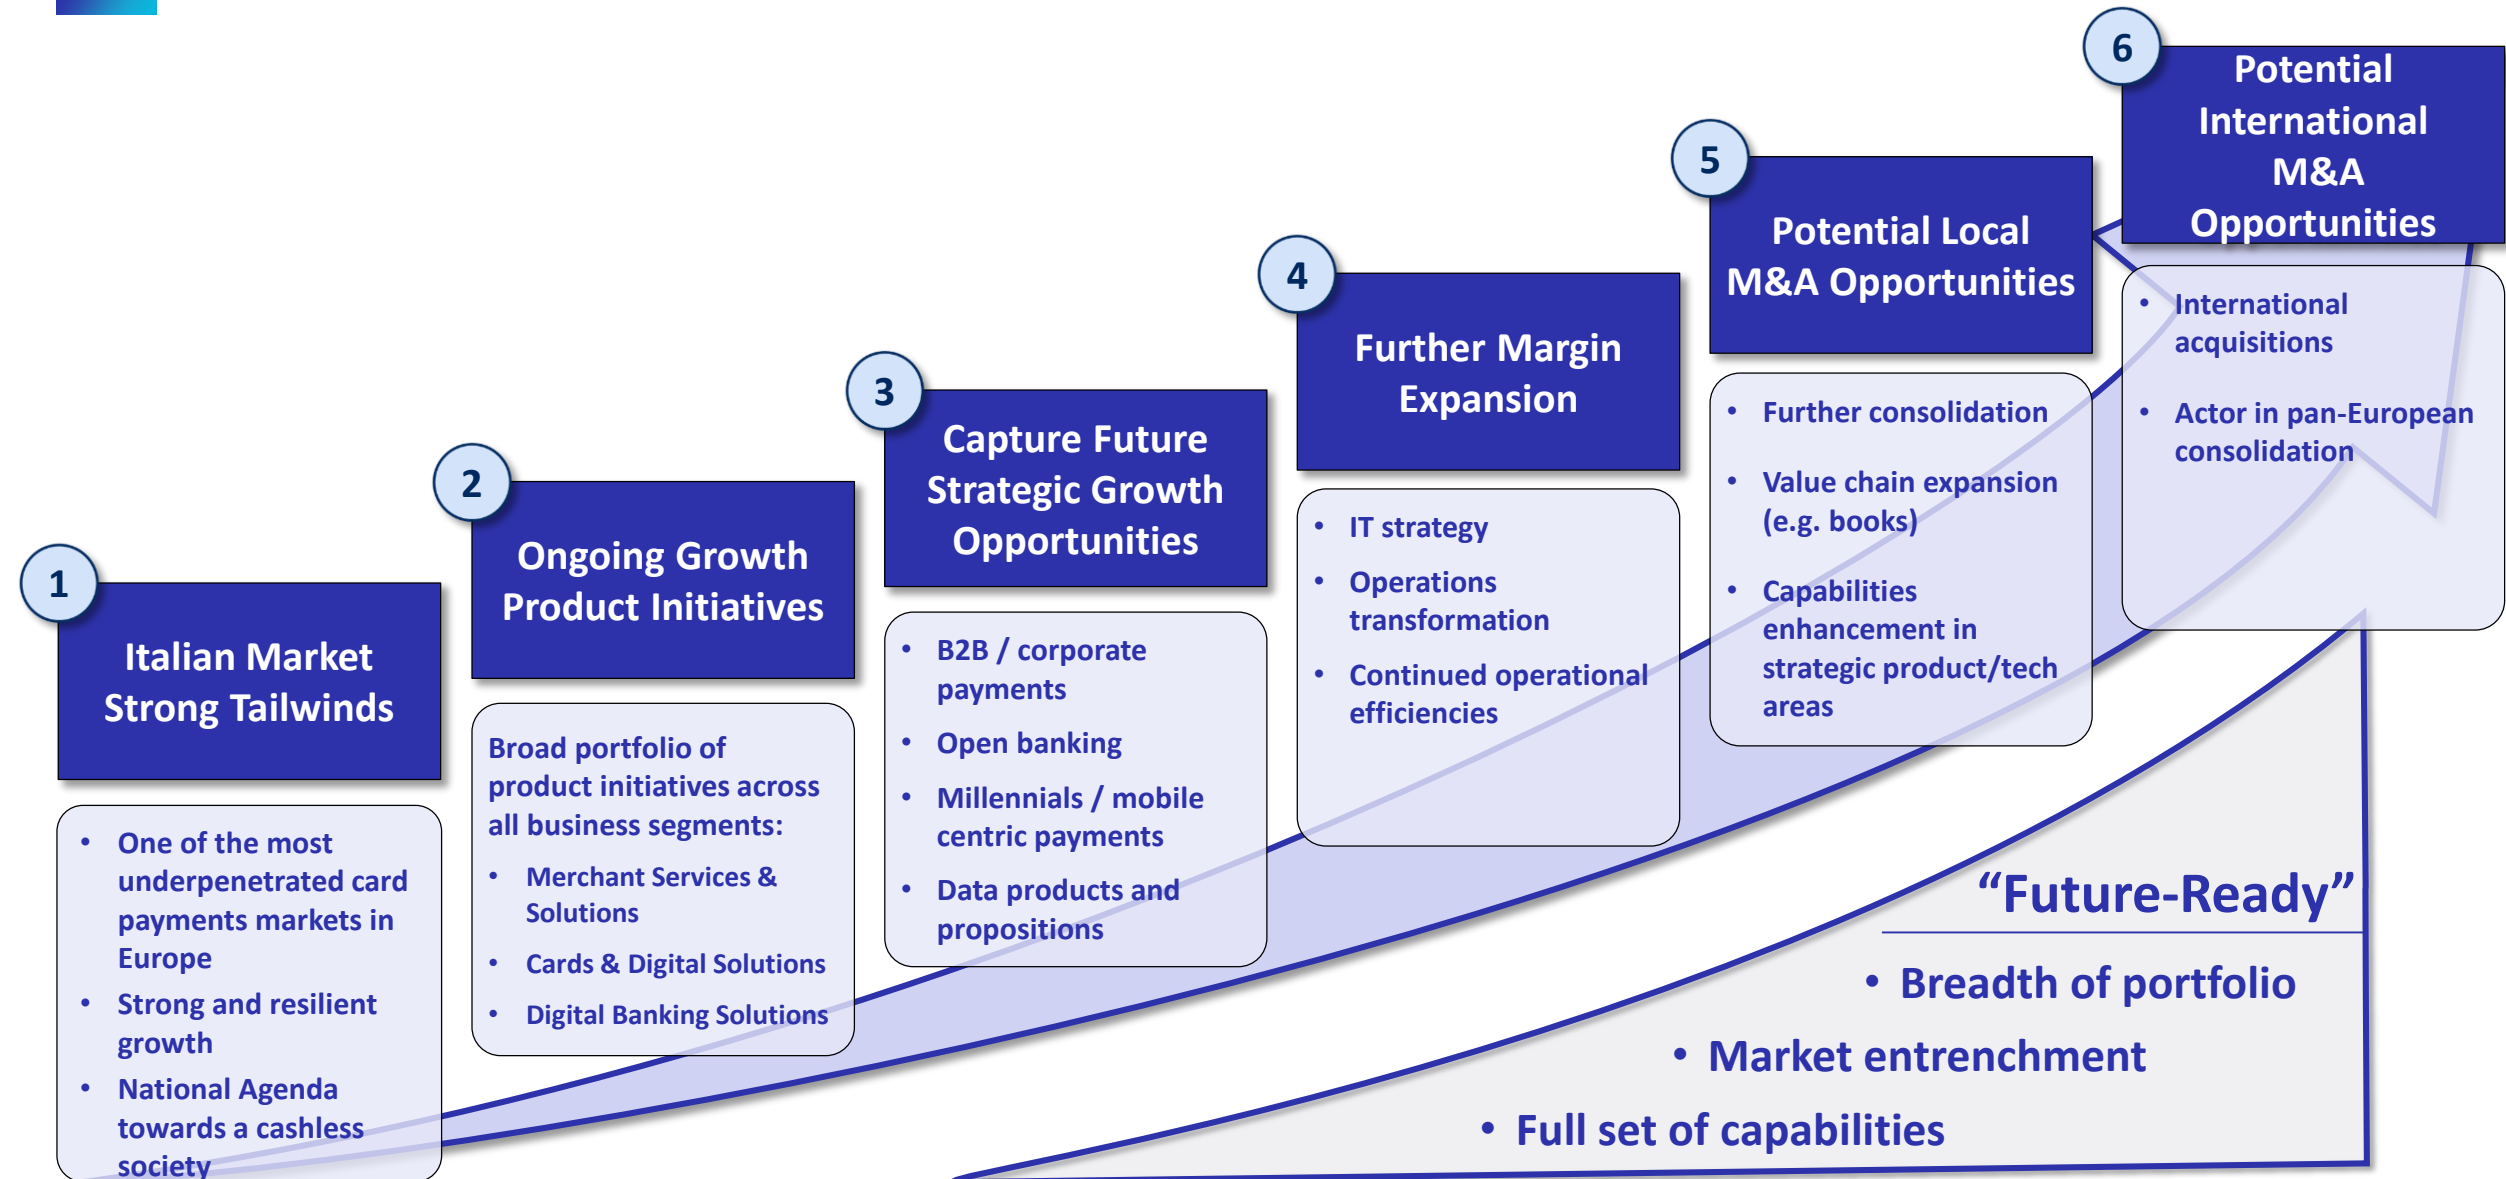 1
Italian Market
Strong Tailwinds
• One of the most
underpenetrated card
payments markets in
Europe
• Strong and resilient
growth
• National Agenda
towards a cashless
society
2
Ongoing Growth
Product Initiatives
Broad portfolio of
product initiatives across
all business segments:
• Merchant Services &
Solutions
• Cards & Digital Solutions
• Digital Banking Solutions
3
Capture Future
Strategic Growth
Opportunities
• B2B / corporate
payments
• Open banking
• Millennials / mobile
centric payments
• Data products and
propositions
4
Further Margin
Expansion
• IT strategy
• Operations
transformation
• Continued operational
efficiencies
5
Potential Local
M&A Opportunities
• Further consolidation
• Value chain expansion
(e.g. books)
• Capabilities
enhancement in
strategic product/tech
areas
6
Potential
International
M&A
Opportunities
• International
acquisitions
• Actor in pan-European
consolidation
“Future-Ready”
• Breadth of portfolio
• Market entrenchment
• Full set of capabilities